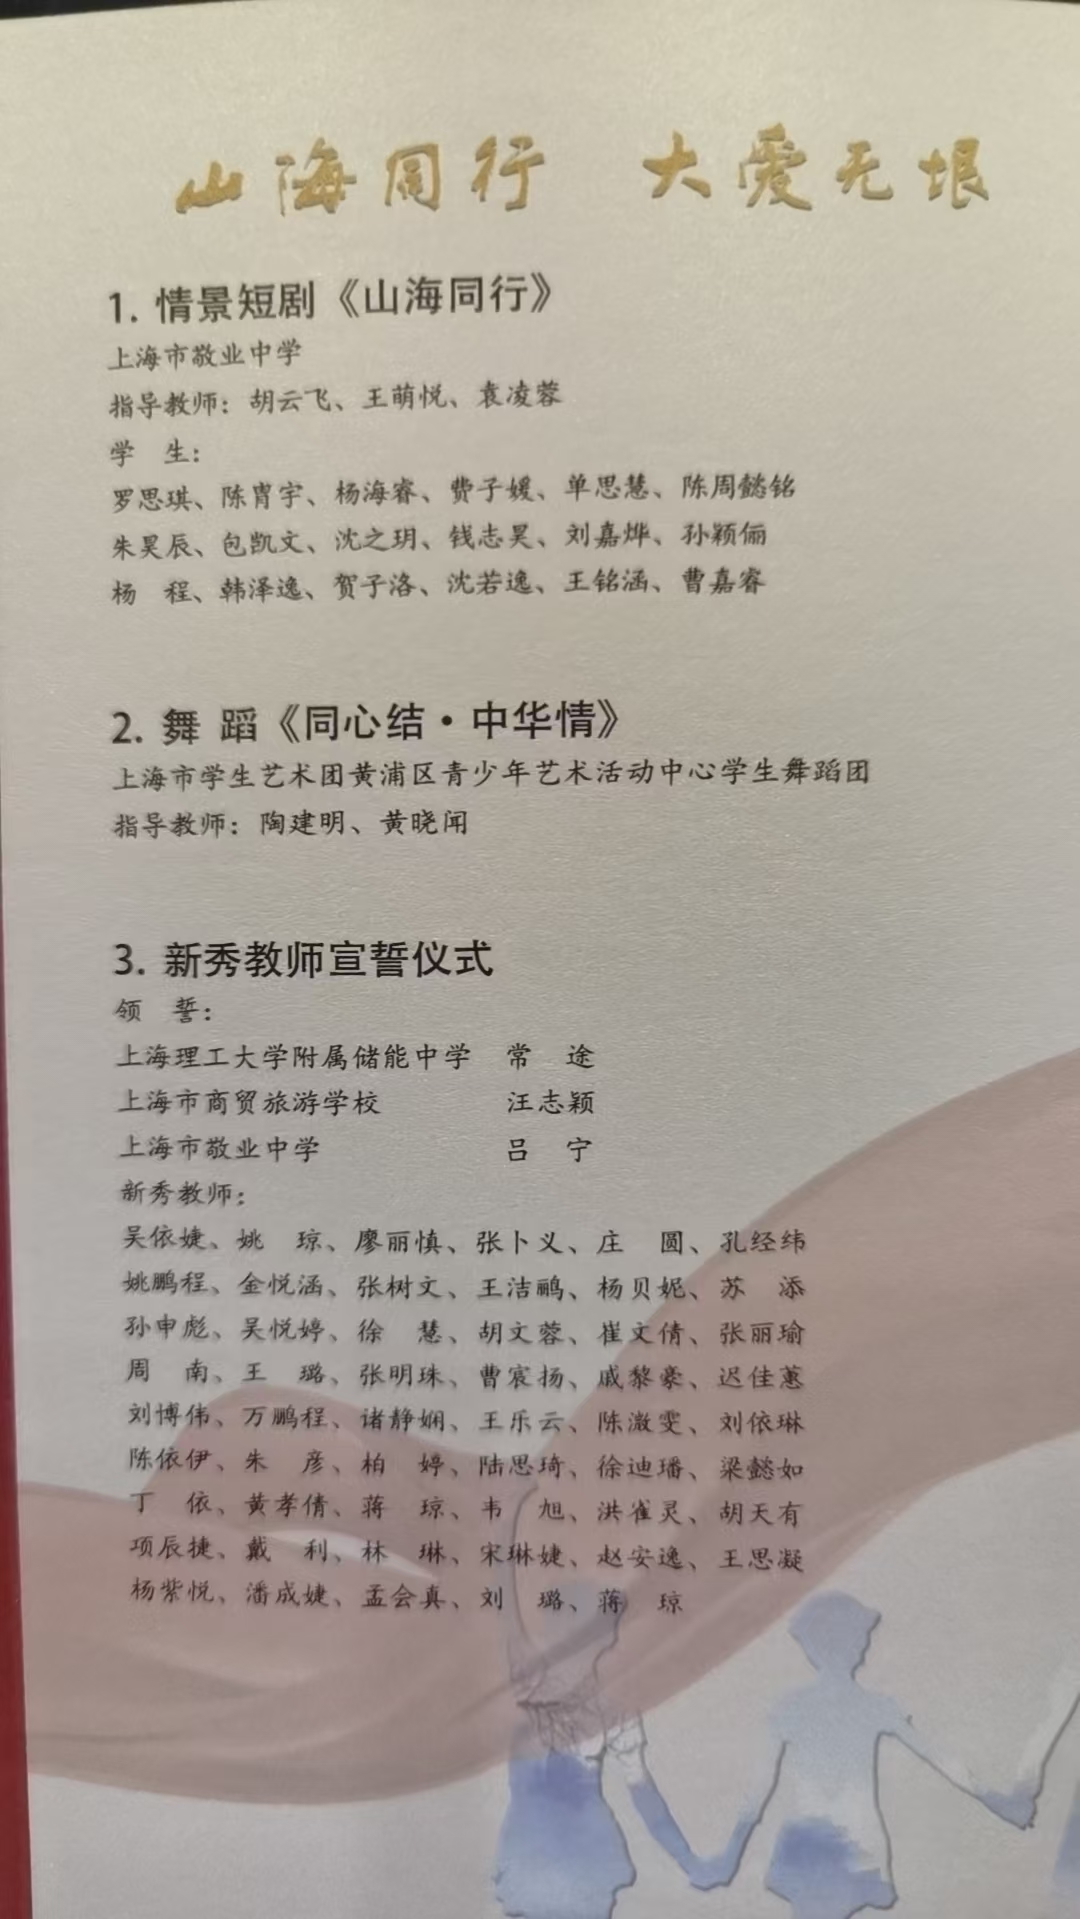 山海同行 大爱无垠
1. 情景短剧《山海同行》
上海市敬业中学
指导教师：胡云飞、王萌悦、袁凌蓉
学 生：
罗思琪、陈胄宇、杨海睿、费子媛、单思慧、陈周懿铭
朱昊辰、包凯文、沈之玥、钱志昊、刘嘉烨、孙颖俪
杨 程、韩泽逸、贺子洛、沈若逸、王铭涵、曹嘉睿
2. 舞 蹈《同心结·中华情》
上海市学生艺术团黄浦区青少年艺术活动中心学生舞蹈团
指导教师：陶建明、黄晓闻
3. 新秀教师宣誓仪式
领 誓：
上海理工大学附属储能中学 常 途
上海市商贸旅游学校 汪志颖
上海市敬业中学 吕 宁
新秀教师：
吴依婕、姚 琼、廖丽慎、张卜义、庄 圆、孔经纬
姚鹏程、金悦涵、张树文、王洁鹂、杨贝妮、苏 添
孙申彪、吴悦婷、徐 慧、胡文蓉、崔文倩、张丽瑜
周 南、王 璐、张明珠、曹宸扬、戚黎豪、迟佳蕙
刘博伟、万鹏程、诸静娴、王乐云、陈激雯、刘依琳
陈依伊、朱 彦、柏 婷、陆思琦、徐迪璠、梁懿如
丁 依、黄孝倩、蒋 琼、韦 旭、洪雀灵、胡天有
项辰捷、戴 利、林 琳、宋琳婕、赵安逸、王思凝
杨紫悦、潘成婕、孟会真、刘 璐、蒋 琼